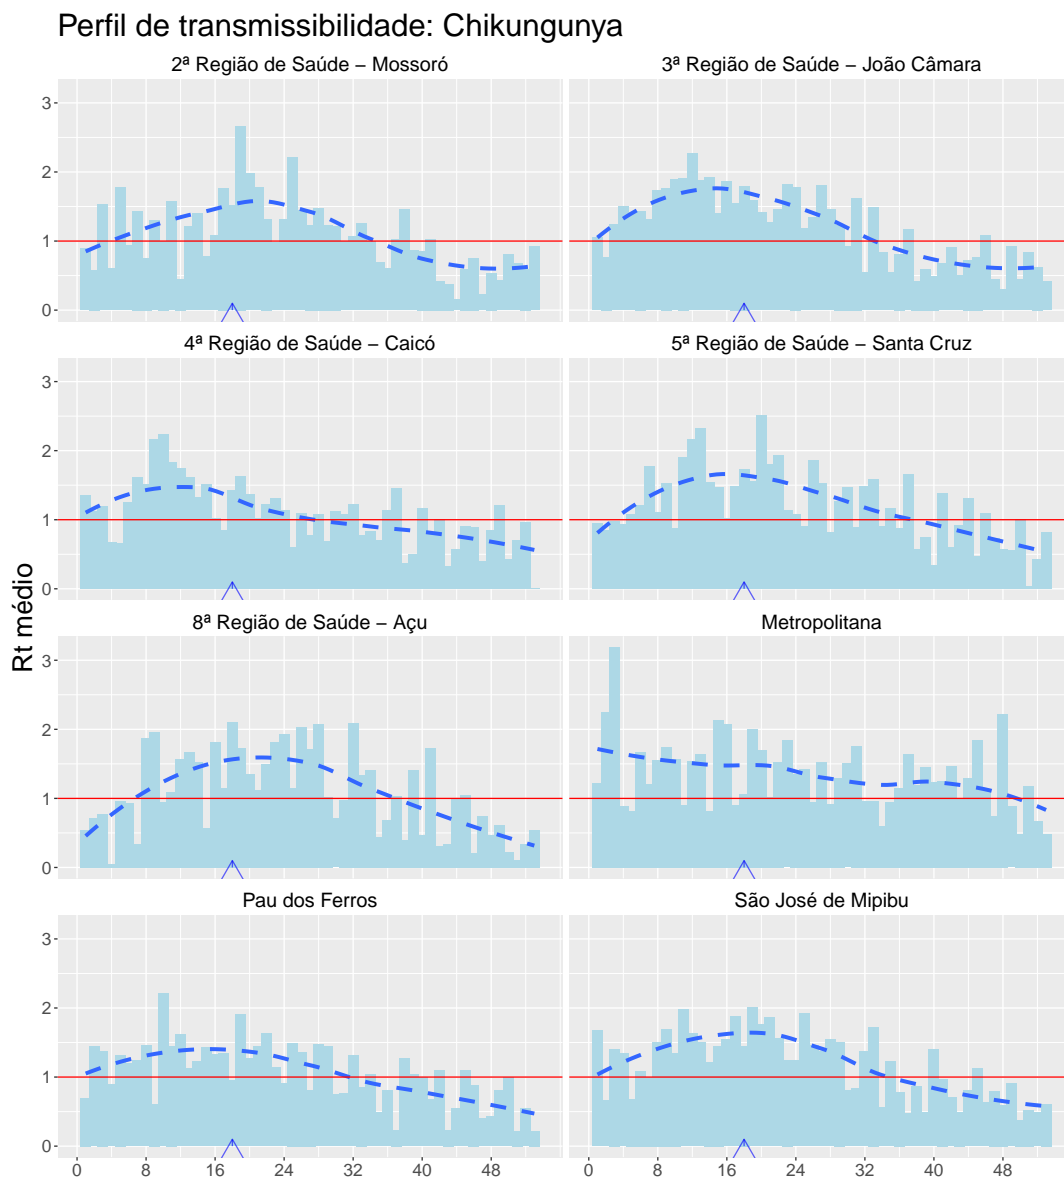 Perfil de transmissibilidade: Chikungunya
2ª Região de Saúde – Mossoró
3ª Região de Saúde – João Câmara
3
2
1
0
4ª Região de Saúde – Caicó
5ª Região de Saúde – Santa Cruz
3
2
1
0
Rt médio
8ª Região de Saúde – Açu
Metropolitana
3
2
1
0
Pau dos Ferros
São José de Mipibu
3
2
1
0
0 8 16 24 32 40 48
0 8 16 24 32 40 48